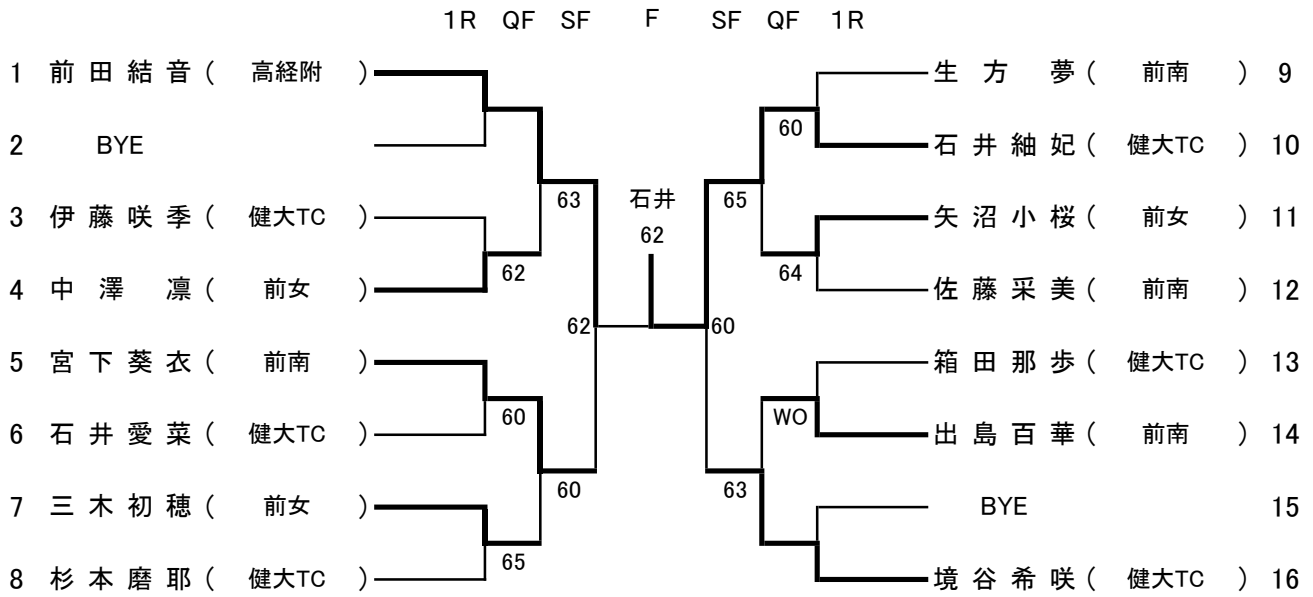 1R QF SF F SF QF 1R
1 前田結音 ( 高経附 ) 生方 夢 ( 前南 ) 9
60
2 BYE 石井紬妃 ( 健大TC ) 10
63 石井 65
3 伊藤咲季 ( 健大TC ) 矢沼小桜 ( 前女 ) 11
62
62 64
4 中澤 凛 ( 前女 ) 佐藤采美 ( 前南 ) 12
62 60
5 宮下葵衣 ( 前南 ) 箱田那歩 ( 健大TC ) 13
60 WO
6 石井愛菜 ( 健大TC ) 出島百華 ( 前南 ) 14
60 63
7 三木初穂 ( 前女 ) BYE 15
65
8 杉本磨耶 ( 健大TC ) 境谷希咲 ( 健大TC ) 16